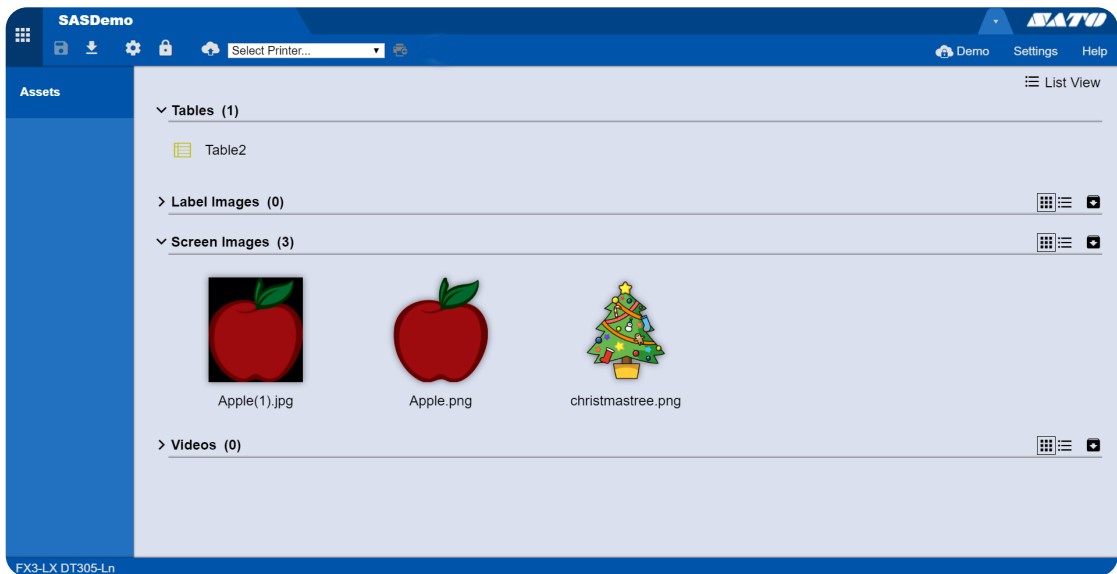 SASDemo
SATO
Select Printer...
Demo
Settings
Help
Assets
List View
Tables (1)
Table2
Label Images (0)
Screen Images (3)
Apple(1).jpg
Apple.png
christmastree.png
Videos (0)
FX3-LX DT305-Ln